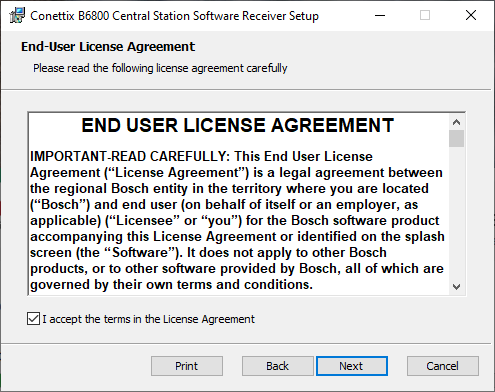 Conettix B6800 Central Station Software Receiver Setup
End-User License Agreement
Please read the following license agreement carefully
END USER LICENSE AGREEMENT
IMPORTANT-READ CAREFULLY: This End User License
Agreement (“License Agreement”) is a legal agreement between
the regional Bosch entity in the territory where you are located
(“Bosch”) and end user (on behalf of itself or an employer, as
applicable) (“Licensee” or “you”) for the Bosch software product
accompanying this License Agreement or identified on the splash
screen (the “Software”). It does not apply to other Bosch
products, or to other software provided by Bosch, all of which are
governed by their own terms and conditions.
I accept the terms in the License Agreement
Print
Back
Next
Cancel